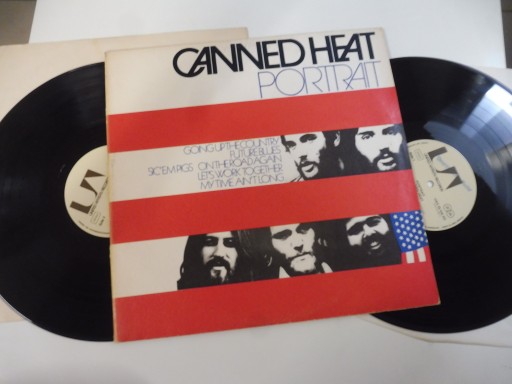 CANNED HEAT
PORTRAIT
GOING UP THE COUNTRY
FUTURE BLUES
SIC'EM PIGS ON THE ROAD AGAIN
LET'S WORK TOGETHER
MY TIME AIN'T LONG
UA
UA